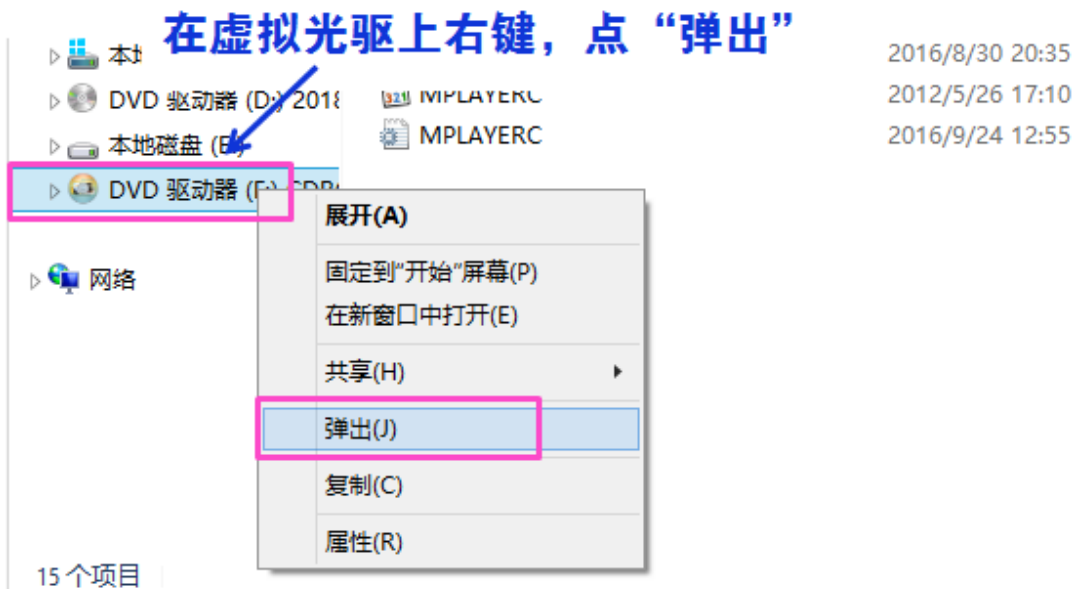 在虚拟光驱上右键，点“弹出”
本地
2016/8/30 20:35
DVD 驱动器 (D:) 2018
MPLAYERC
2012/5/26 17:10
本地磁盘 (E:)
MPLAYERC
2016/9/24 12:55
DVD 驱动器 (F:) CDB
展开(A)
固定到"开始"屏幕(P)
网络
在新窗口中打开(E)
共享(H)
弹出(J)
复制(C)
属性(R)
15 个项目